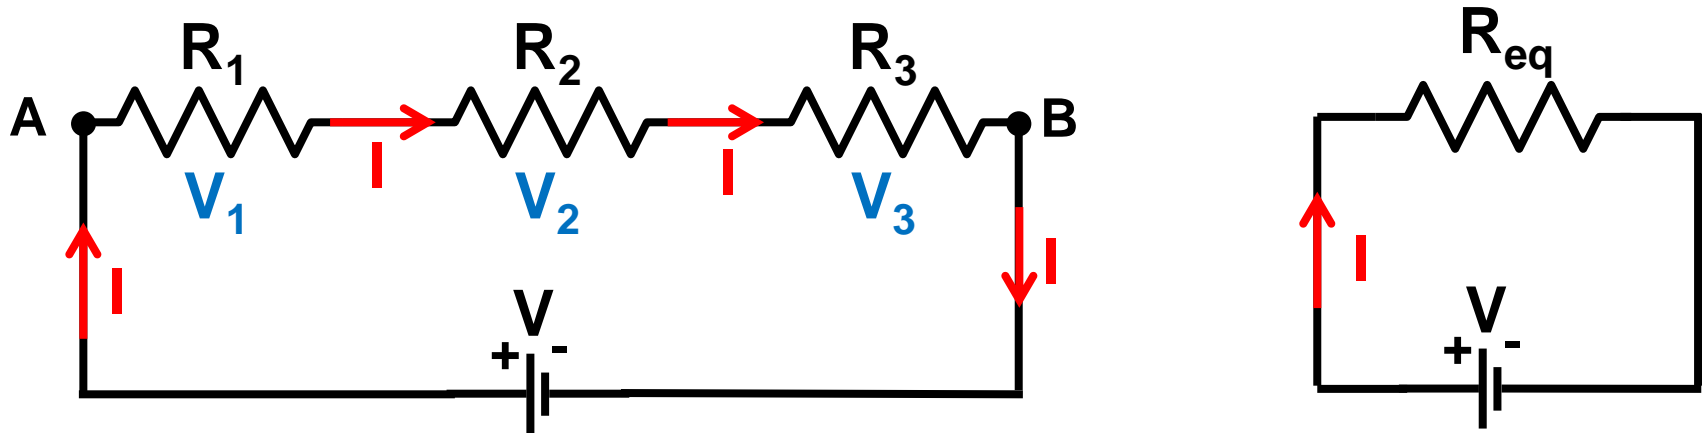 R1 R2 R3 Req
A B
I I
V1 V2 V3
I I I
V V
+ - + -